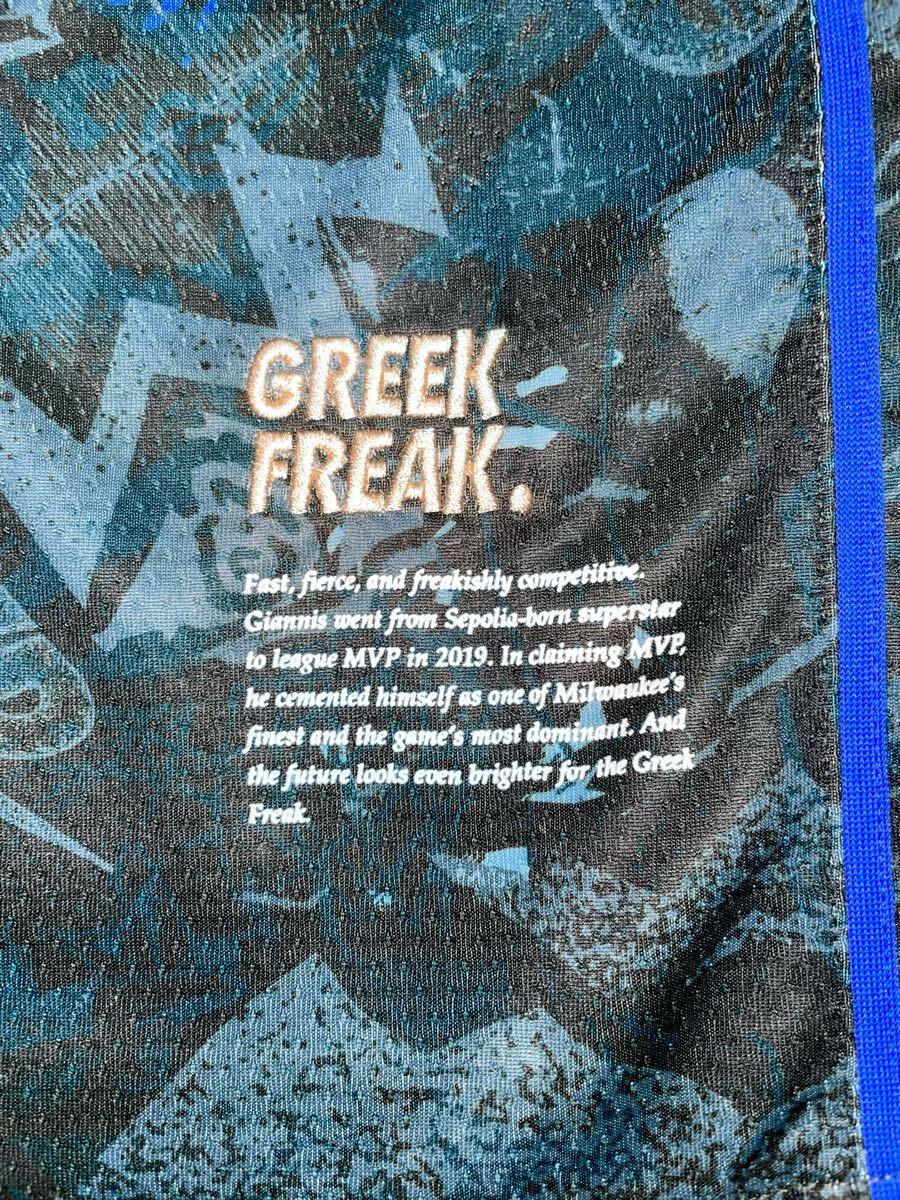 GREEK
FREAK.
Fast, fierce, and freakishly competitive.
Giannis went from Sepolia-born superstar
to league MVP in 2019. In claiming MVP,
he cemented himself as one of Milwaukee's
finest and the game's most dominant. And
the future looks even brighter for the Greek
Freak.